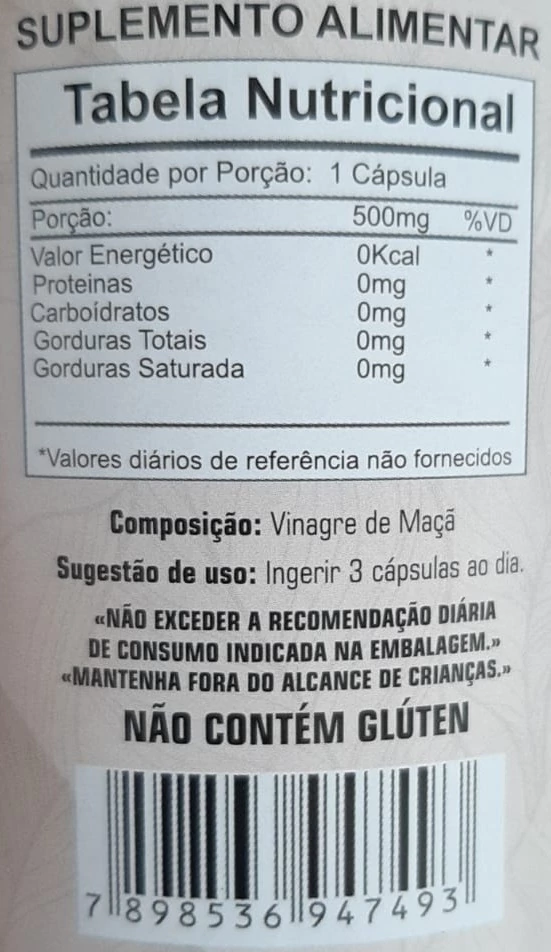 SUPLEMENTO ALIMENTAR
Tabela Nutricional
Quantidade por Porção: 1 Cápsula
Porção: 500mg %VD
Valor Energético 0Kcal *
Proteinas 0mg *
Carboídratos 0mg *
Gorduras Totais 0mg *
Gorduras Saturada 0mg *
*Valores diários de referência não fornecidos
Composição: Vinagre de Maçã
Sugestão de uso: Ingerir 3 cápsulas ao dia.
«NÃO EXCEDER A RECOMENDAÇÃO DIÁRIA
DE CONSUMO INDICADA NA EMBALAGEM.»
«MANTENHA FORA DO ALCANCE DE CRIANÇAS.»
NÃO CONTÉM GLÚTEN
7 898536 947493